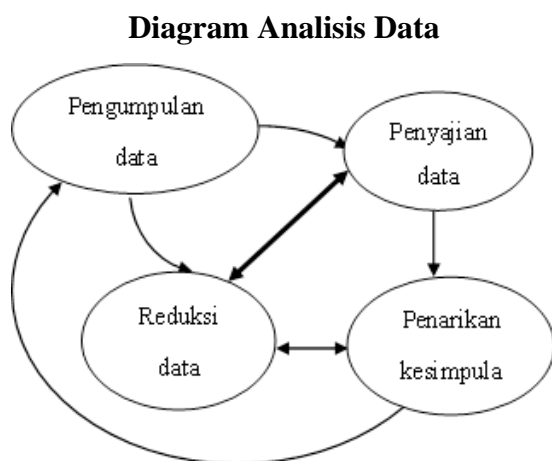 Diagram Analisis Data
Pengumpulan
data
Penyajian
data
Reduksi
data
Penarikan
kesimpula